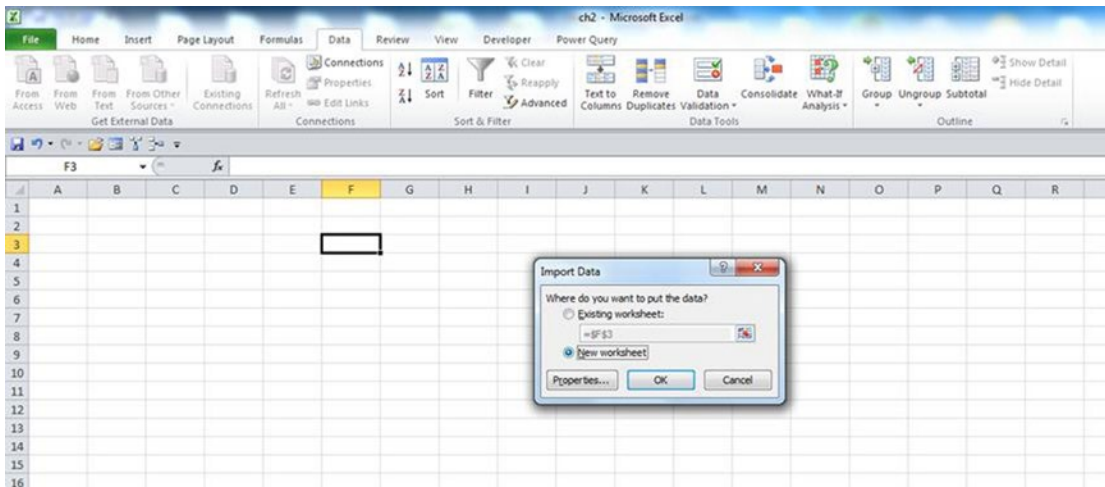 ch2 - Microsoft Excel
File Home Insert Page Layout Formulas Data Review View Developer Power Query
From Access From Web From Text From Other Sources Existing Connections Refresh All Connections Properties Edit Links Sort Filter Clear Reapply Advanced Text to Columns Remove Duplicates Data Validation Consolidate What-If Analysis Group Ungroup Subtotal Show Detail Hide Detail
Get External Data Connections Sort & Filter Data Tools Outline
F3 fx
A B C D E F G H I J K L M N O P Q R
1
2
3
4
5
6
7
8
9
10
11
12
13
14
15
16
Import Data
Where do you want to put the data?
Existing worksheet:
=$F$3
New worksheet
Properties... OK Cancel